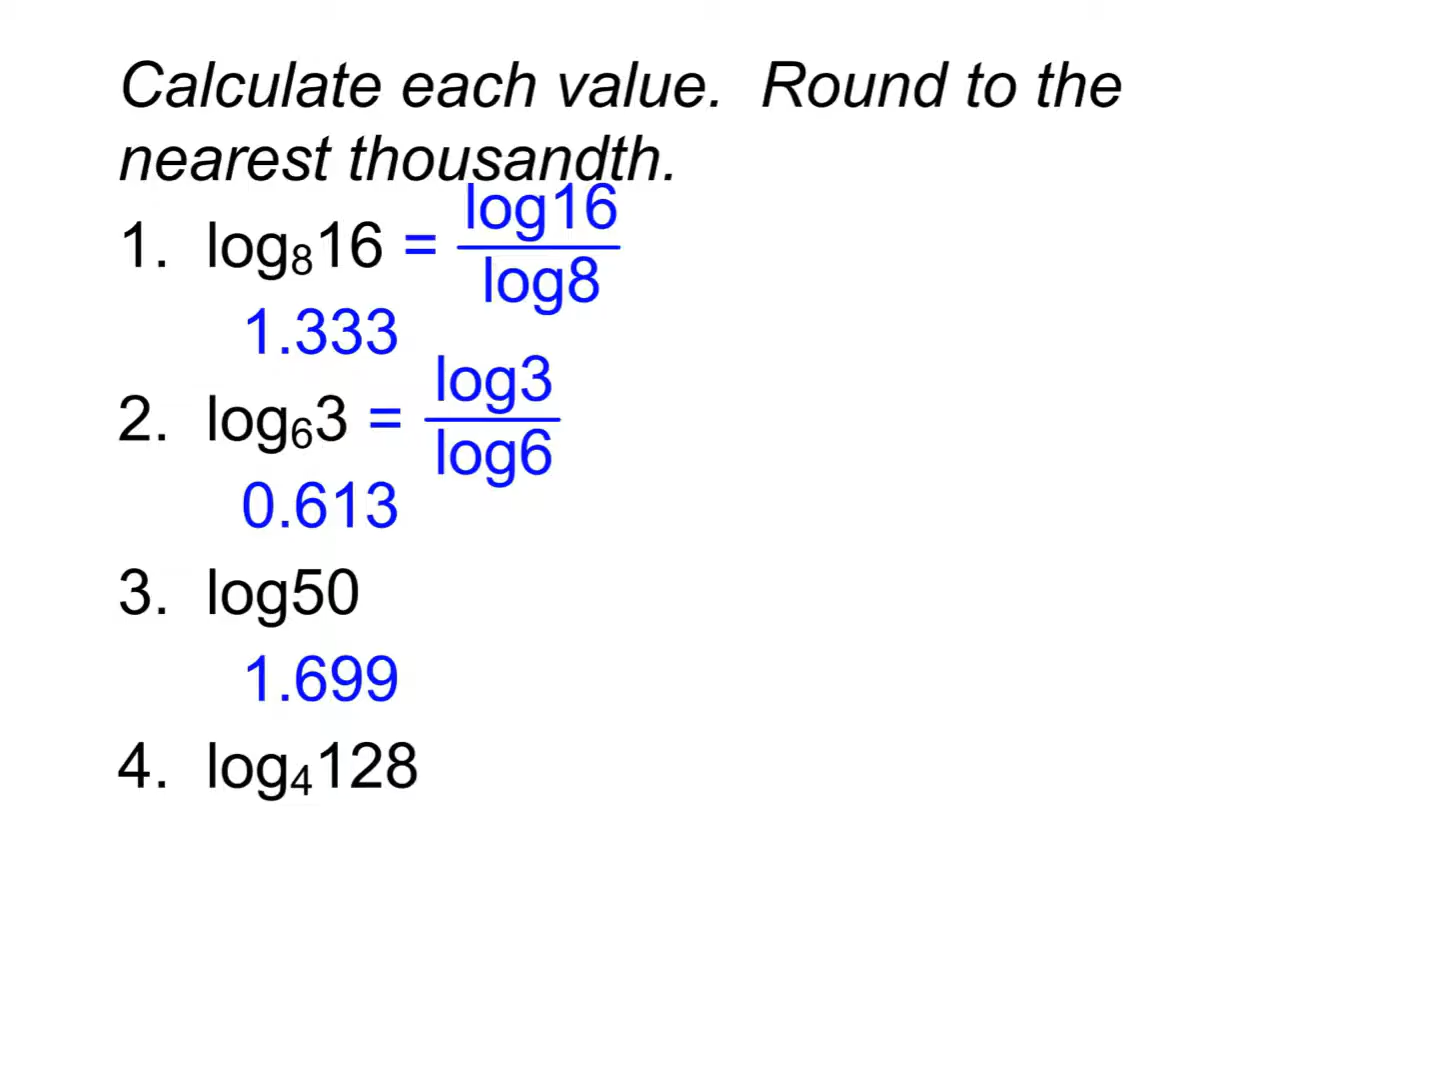 Calculate each value. Round to the
nearest thousandth.
1. log₈16 = log16/log8
1.333
2. log₆3 = log3/log6
0.613
3. log50
1.699
4. log₄128